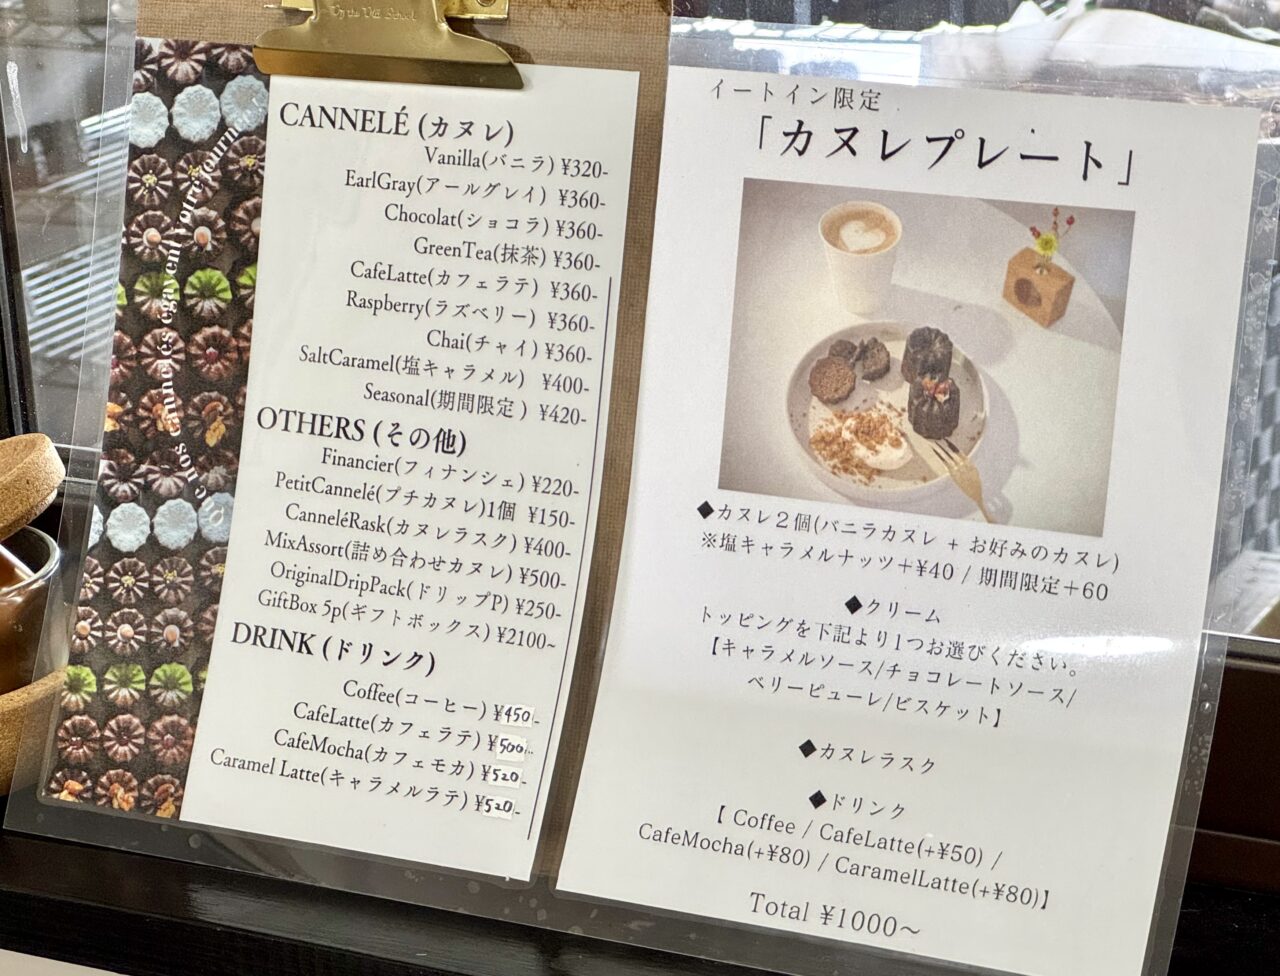 CANNELÉ (カヌレ)
Vanilla(バニラ) ¥320-
EarlGray(アールグレイ) ¥360-
Chocolat(ショコラ) ¥360-
GreenTea(抹茶) ¥360-
CafeLatte(カフェラテ) ¥360-
Raspberry(ラズベリー) ¥360-
Chai(チャイ) ¥360-
SaltCaramel(塩キャラメル) ¥400-
Seasonal(期間限定) ¥420-
OTHERS (その他)
Financier(フィナンシェ) ¥220-
PetitCannelé(プチカヌレ)1個 ¥150-
CanneléRask(カヌレラスク) ¥400-
MixAssort(詰め合わせカヌレ) ¥500-
OriginalDripPack(ドリップP) ¥250-
GiftBox 5p(ギフトボックス) ¥2100~
DRINK (ドリンク)
Coffee(コーヒー) ¥450-
CafeLatte(カフェラテ) ¥500-
CafeMocha(カフェモカ) ¥520-
Caramel Latte(キャラメルラテ) ¥520-
イートイン限定
「カヌレプレート」
◆カヌレ２個(バニラカヌレ + お好みのカヌレ)
※塩キャラメルナッツ+¥40 / 期間限定+60
◆クリーム
トッピングを下記より1つお選びください。
【キャラメルソース/チョコレートソース/
ベリーピューレ/ビスケット】
◆カヌレラスク
◆ドリンク
【 Coffee / CafeLatte(+¥50) /
CafeMocha(+¥80) / CaramelLatte(+¥80)】
Total ¥1000～